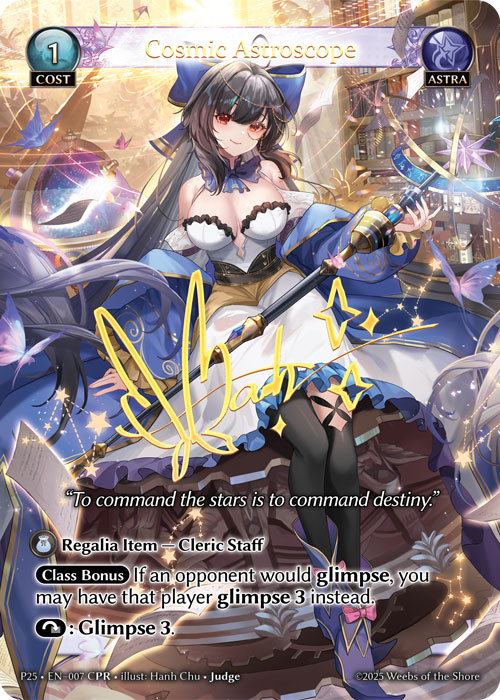 1
COST
Cosmic Astroscope
ASTRA
“To command the stars is to command destiny.”
Regalia Item — Cleric Staff
Class Bonus If an opponent would glimpse, you
may have that player glimpse 3 instead.
: Glimpse 3.
P25 • EN-007 CPR • illust: Hanh Chu • Judge
©2025 Weebs of the Shore